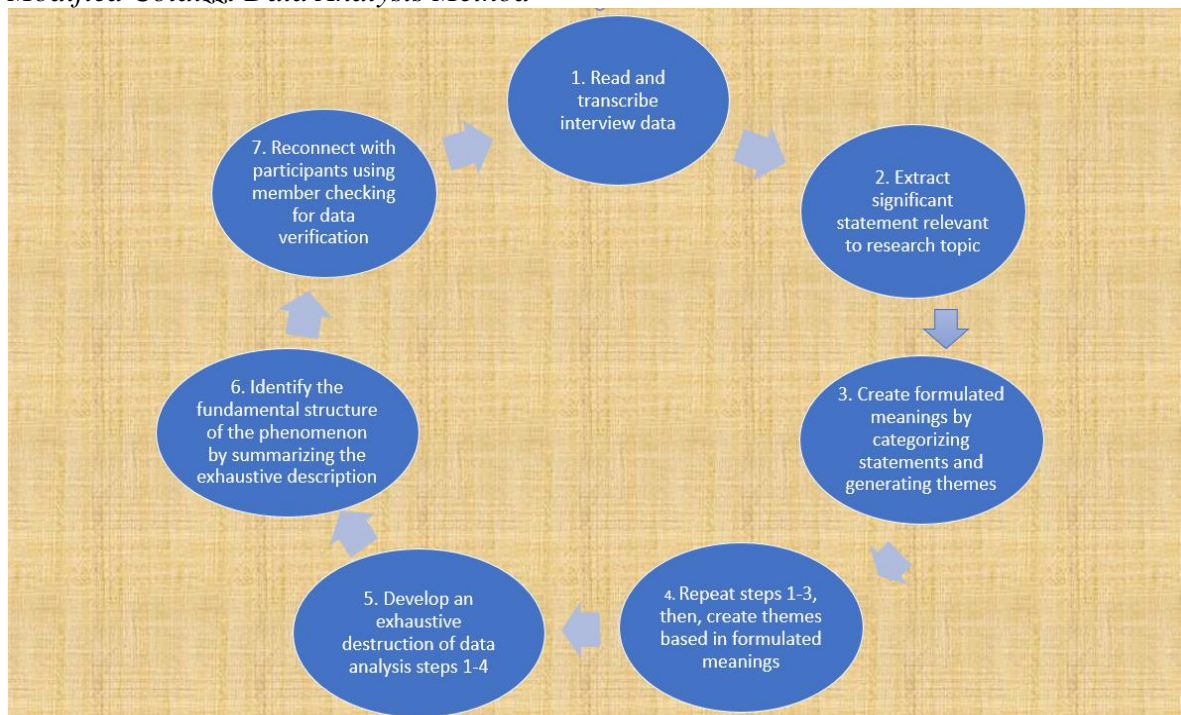 Data Analysis Method
1. Read and
transcribe
interview data
2. Extract
significant
statement relevant
to research topic
3. Create formulated
meanings by
categorizing
statements and
generating themes
4. Repeat steps 1-3,
then, create themes
based in formulated
meanings
5. Develop an
exhaustive
destruction of data
analysis steps 1-4
6. Identify the
fundamental structure
of the phenomenon
by summarizing the
exhaustive description
7. Reconnect with
participants using
member checking
for data
verification